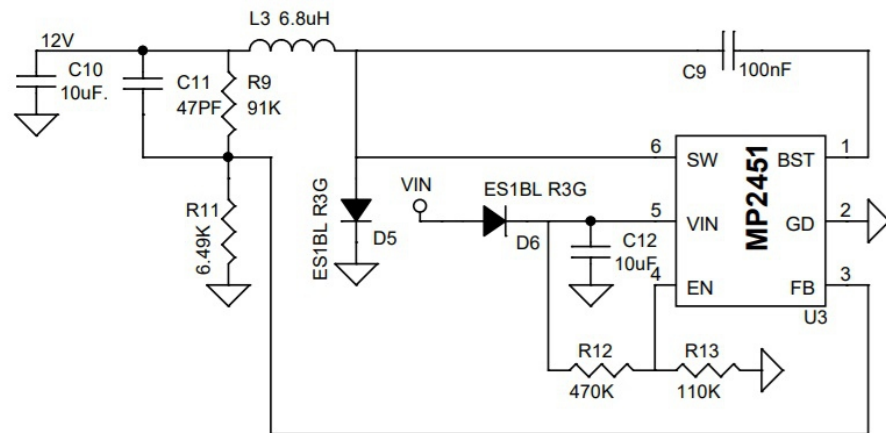 L3 6.8uH
12V
C10
10uF.
C11
47PF
R9
91K
C9
100nF
R11
6.49K
ES1BL R3G
D5
VIN
ES1BL R3G
D6
C12
10uF
6
SW
BST
1
5
VIN
MP2451
GD
2
4
EN
FB
3
U3
R12
470K
R13
110K